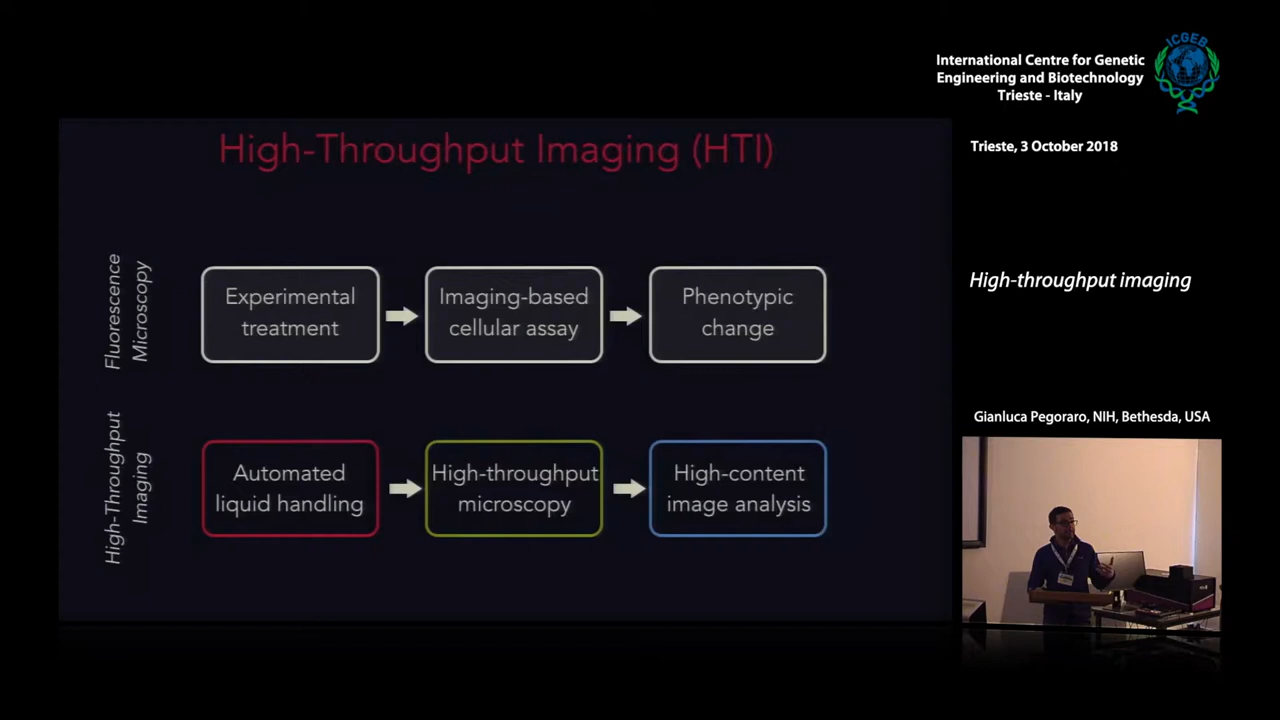 International Centre for Genetic
Engineering and Biotechnology
Trieste - Italy
ICGEB
Trieste, 3 October 2018
High-Throughput Imaging (HTI)
Fluorescence
Microscopy
Experimental
treatment
Imaging-based
cellular assay
Phenotypic
change
High-throughput imaging
High-Throughput
Imaging
Automated
liquid handling
High-throughput
microscopy
High-content
image analysis
Gianluca Pegoraro, NIH, Bethesda, USA